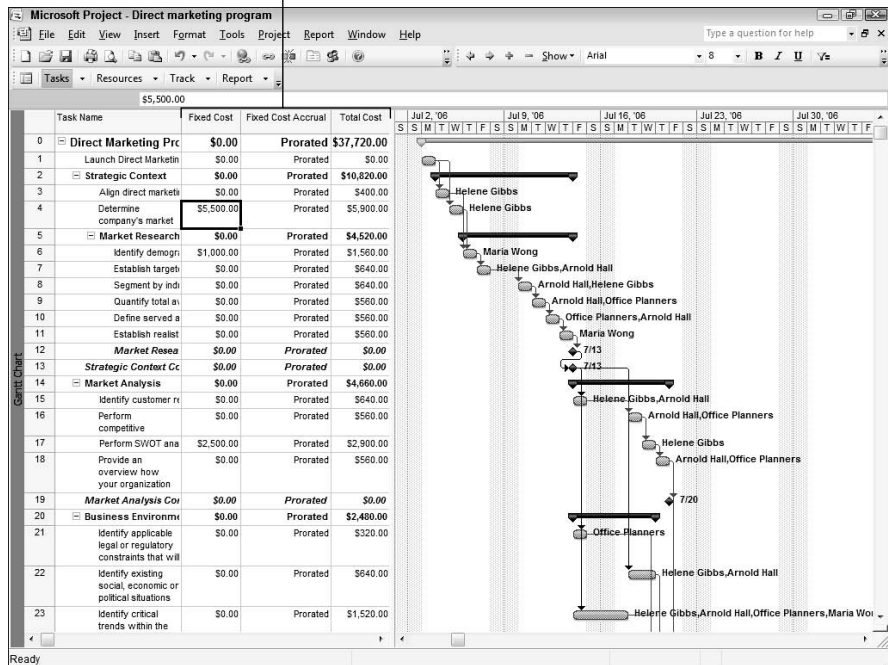 Microsoft Project - Direct marketing program
File Edit View Insert Format Tools Project Report Window Help
Type a question for help
Show Arial 8 B I U
Tasks Resources Track Report
$5,500.00
Task Name Fixed Cost Fixed Cost Accrual Total Cost
Jul 2, '06 Jul 9, '06 Jul 16, '06 Jul 23, '06 Jul 30, '06
S S M T W T F S S M T W T F S S M T W T F S S M T W T F S S M T W T F
0 Direct Marketing Prc $0.00 Prorated $37,720.00
1 Launch Direct Marketin $0.00 Prorated $0.00
2 Strategic Context $0.00 Prorated $10,820.00
3 Align direct marketin $0.00 Prorated $400.00 Helene Gibbs
4 Determine company's market $5,500.00 Prorated $5,900.00 Helene Gibbs
5 Market Research $0.00 Prorated $4,520.00
6 Identify demogra $1,000.00 Prorated $1,560.00 Maria Wong
7 Establish targets $0.00 Prorated $640.00 Helene Gibbs,Arnold Hall
8 Segment by indu $0.00 Prorated $640.00 Arnold Hall,Helene Gibbs
9 Quantify total av $0.00 Prorated $560.00 Arnold Hall,Office Planners
10 Define served a $0.00 Prorated $560.00 Office Planners,Arnold Hall
11 Establish realist $0.00 Prorated $560.00 Maria Wong
12 Market Resea $0.00 Prorated $0.00 7/13
13 Strategic Context Cc $0.00 Prorated $0.00 7/13
14 Market Analysis $0.00 Prorated $4,660.00
15 Identify customer re $0.00 Prorated $640.00 Helene Gibbs,Arnold Hall
16 Perform competitive $0.00 Prorated $560.00 Arnold Hall,Office Planners
17 Perform SWOT ana $2,500.00 Prorated $2,900.00 Helene Gibbs
18 Provide an overview how your organization $0.00 Prorated $560.00 Arnold Hall,Office Planners
19 Market Analysis Cor $0.00 Prorated $0.00 7/20
20 Business Environme $0.00 Prorated $2,480.00
21 Identify applicable legal or regulatory constraints that will $0.00 Prorated $320.00 Office Planners
22 Identify existing social, economic or political situations $0.00 Prorated $640.00 Helene Gibbs,Arnold Hall
23 Identify critical trends within the $0.00 Prorated $1,520.00 Helene Gibbs,Arnold Hall,Office Planners,Maria Wor
Gantt Chart
Ready